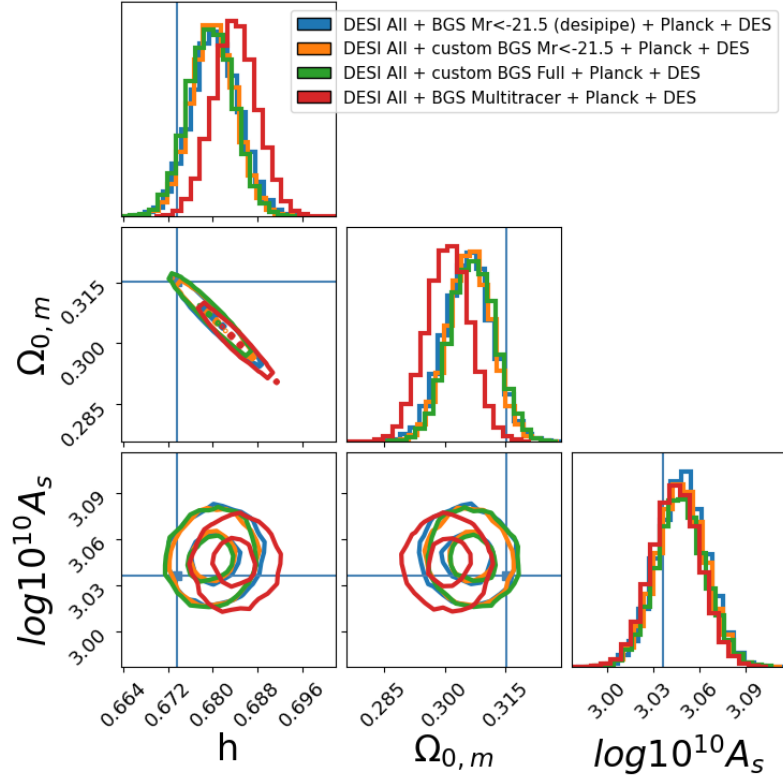 DESI All + BGS Mr<-21.5 (desipipe) + Planck + DES
DESI All + custom BGS Mr<-21.5 + Planck + DES
DESI All + custom BGS Full + Planck + DES
DESI All + BGS Multitracer + Planck + DES
0.315
0.300
0.285
Ω0, m
3.09
3.06
3.03
3.00
log10^10A_s
0.664
0.672
0.680
0.688
0.696
0.285
0.300
0.315
3.00
3.03
3.06
3.09
h
Ω0, m
log10^10A_s